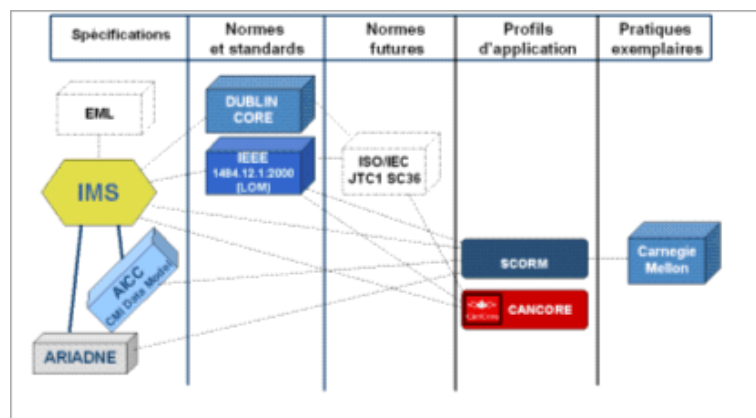 Spécifications
Normes
et standards
Normes
futures
Profils
d'application
Pratiques
exemplaires
EML
DUBLIN
CORE
IEEE
1484.12.1:2000
(LOM)
ISO/IEC
JTC1 SC36
IMS
AICC
CMI Data Model
SCORM
Carnegie
Mellon
CanCore
CANCORE
ARIADNE